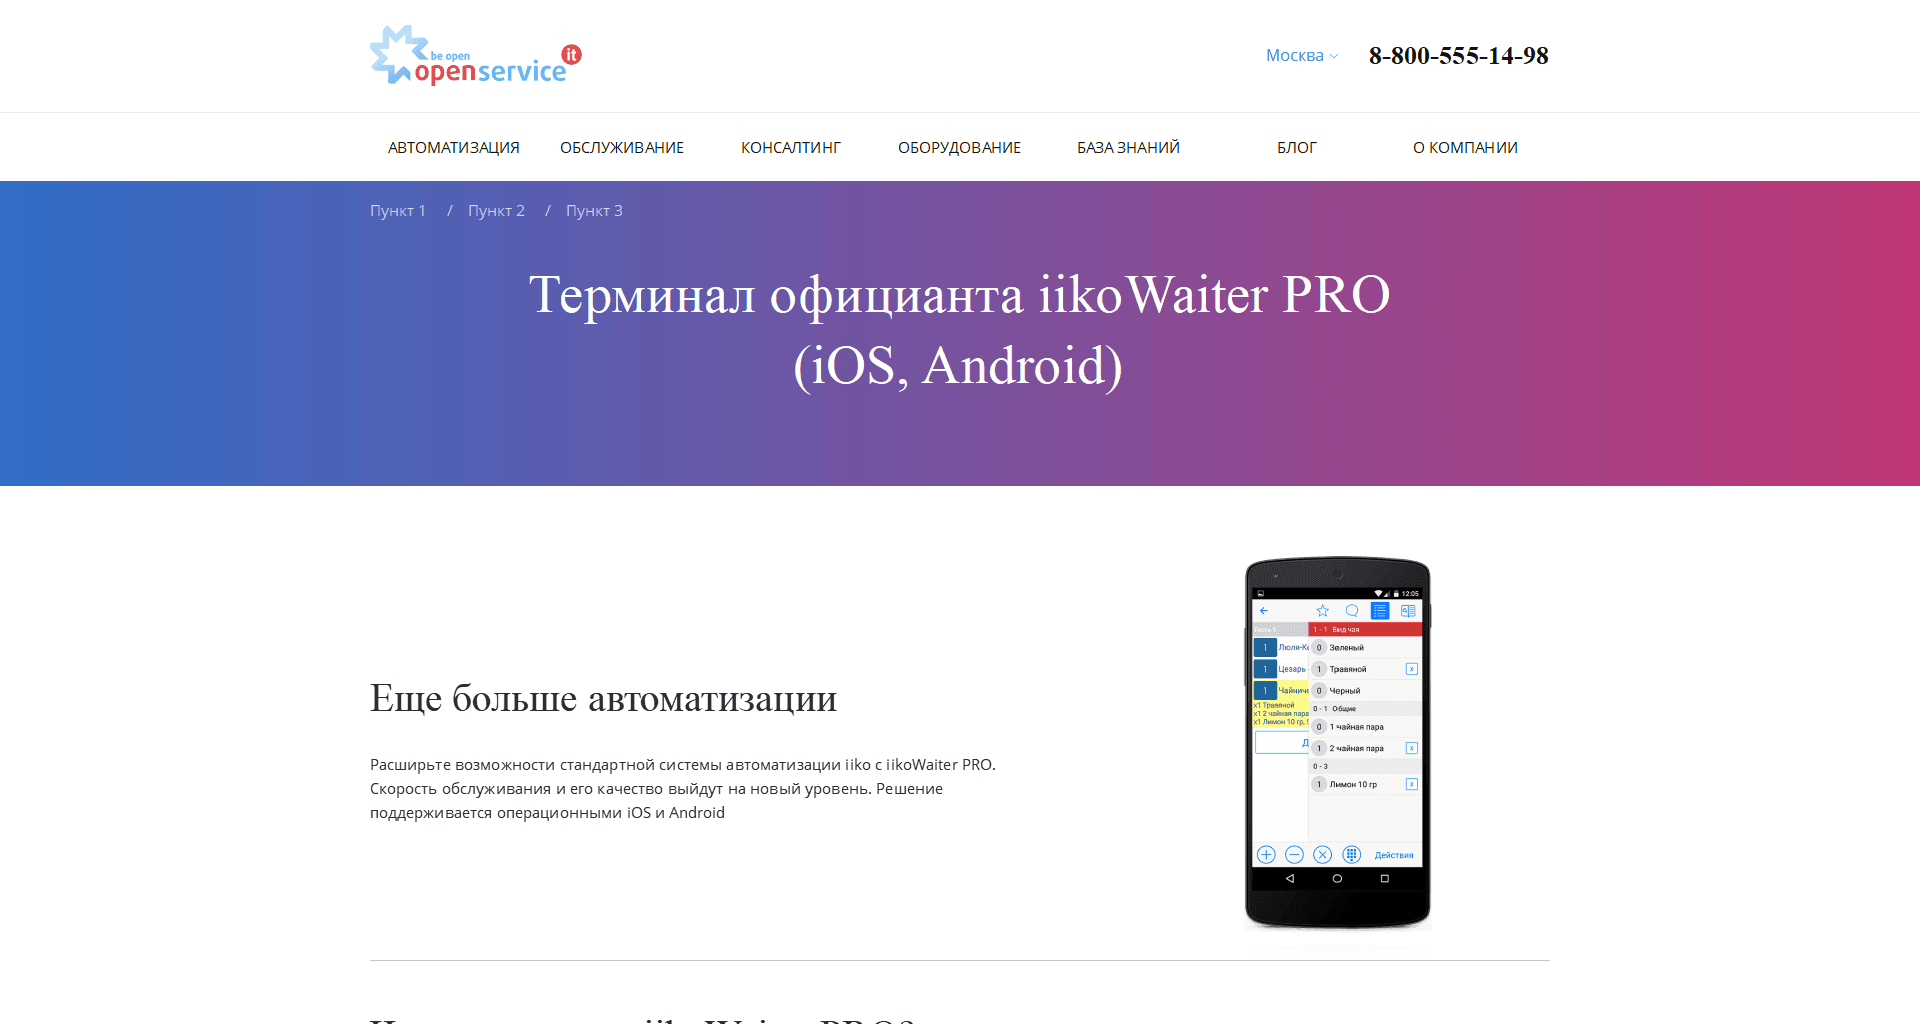 be open
openservice it
Москва
8-800-555-14-98
АВТОМАТИЗАЦИЯ ОБСЛУЖИВАНИЕ КОНСАЛТИНГ ОБОРУДОВАНИЕ БАЗА ЗНАНИЙ БЛОГ О КОМПАНИИ
Пункт 1 / Пункт 2 / Пункт 3
Терминал официанта iikoWaiter PRO
(iOS, Android)
Еще больше автоматизации
Расширьте возможности стандартной системы автоматизации iiko с iikoWaiter PRO.
Скорость обслуживания и его качество выйдут на новый уровень. Решение
поддерживается операционными iOS и Android
12:05
Гость 1
1 - 1 Вид чая
1 Люля-Ке
0 Зеленый
1 Цезарь
1 Травяной x
1 Чайниче
0 Черный
x1 Травяной
x1 2 чайная пара
x1 Лимон 10 гр,
0 - 1 Общие
0 1 чайная пара
Д
1 2 чайная пара x
0 - 3
1 Лимон 10 гр x
Действия
PRO?